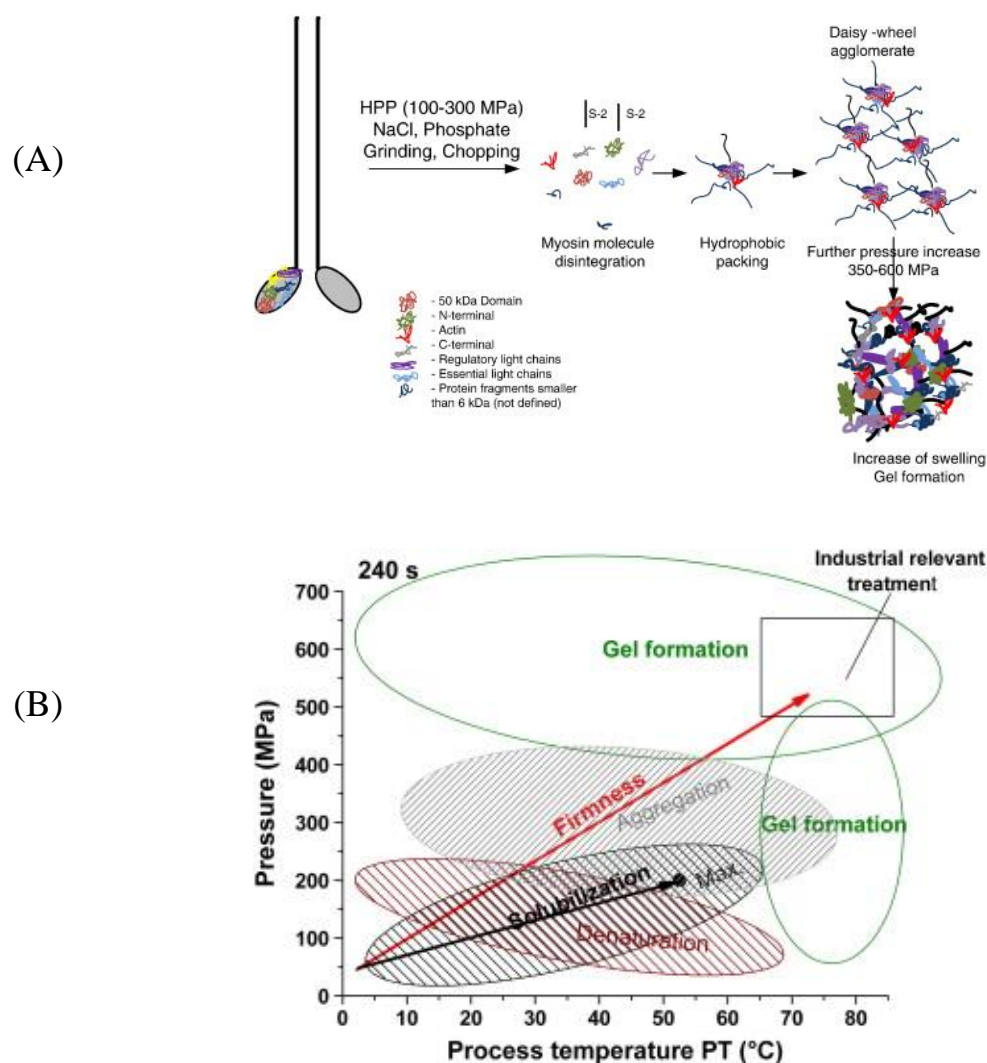 (A)
HPP (100-300 MPa)
NaCl, Phosphate
Grinding, Chopping
S-2
S-2
Myosin molecule
disintegration
Hydrophobic
packing
Daisy -wheel
agglomerate
Further pressure increase
350-600 MPa
Increase of swelling
Gel formation
- 50 kDa Domain
- N-terminal
- Actin
- C-terminal
- Regulatory light chains
- Essential light chains
- Protein fragments smaller
than 6 kDa (not defined)
(B)
240 s
Industrial relevant
treatment
Gel formation
Gel formation
Firmness
Aggregation
Solubilization
Max.
Denaturation
Pressure (MPa)
700
600
500
400
300
200
100
0
0 10 20 30 40 50 60 70 80
Process temperature PT (°C)